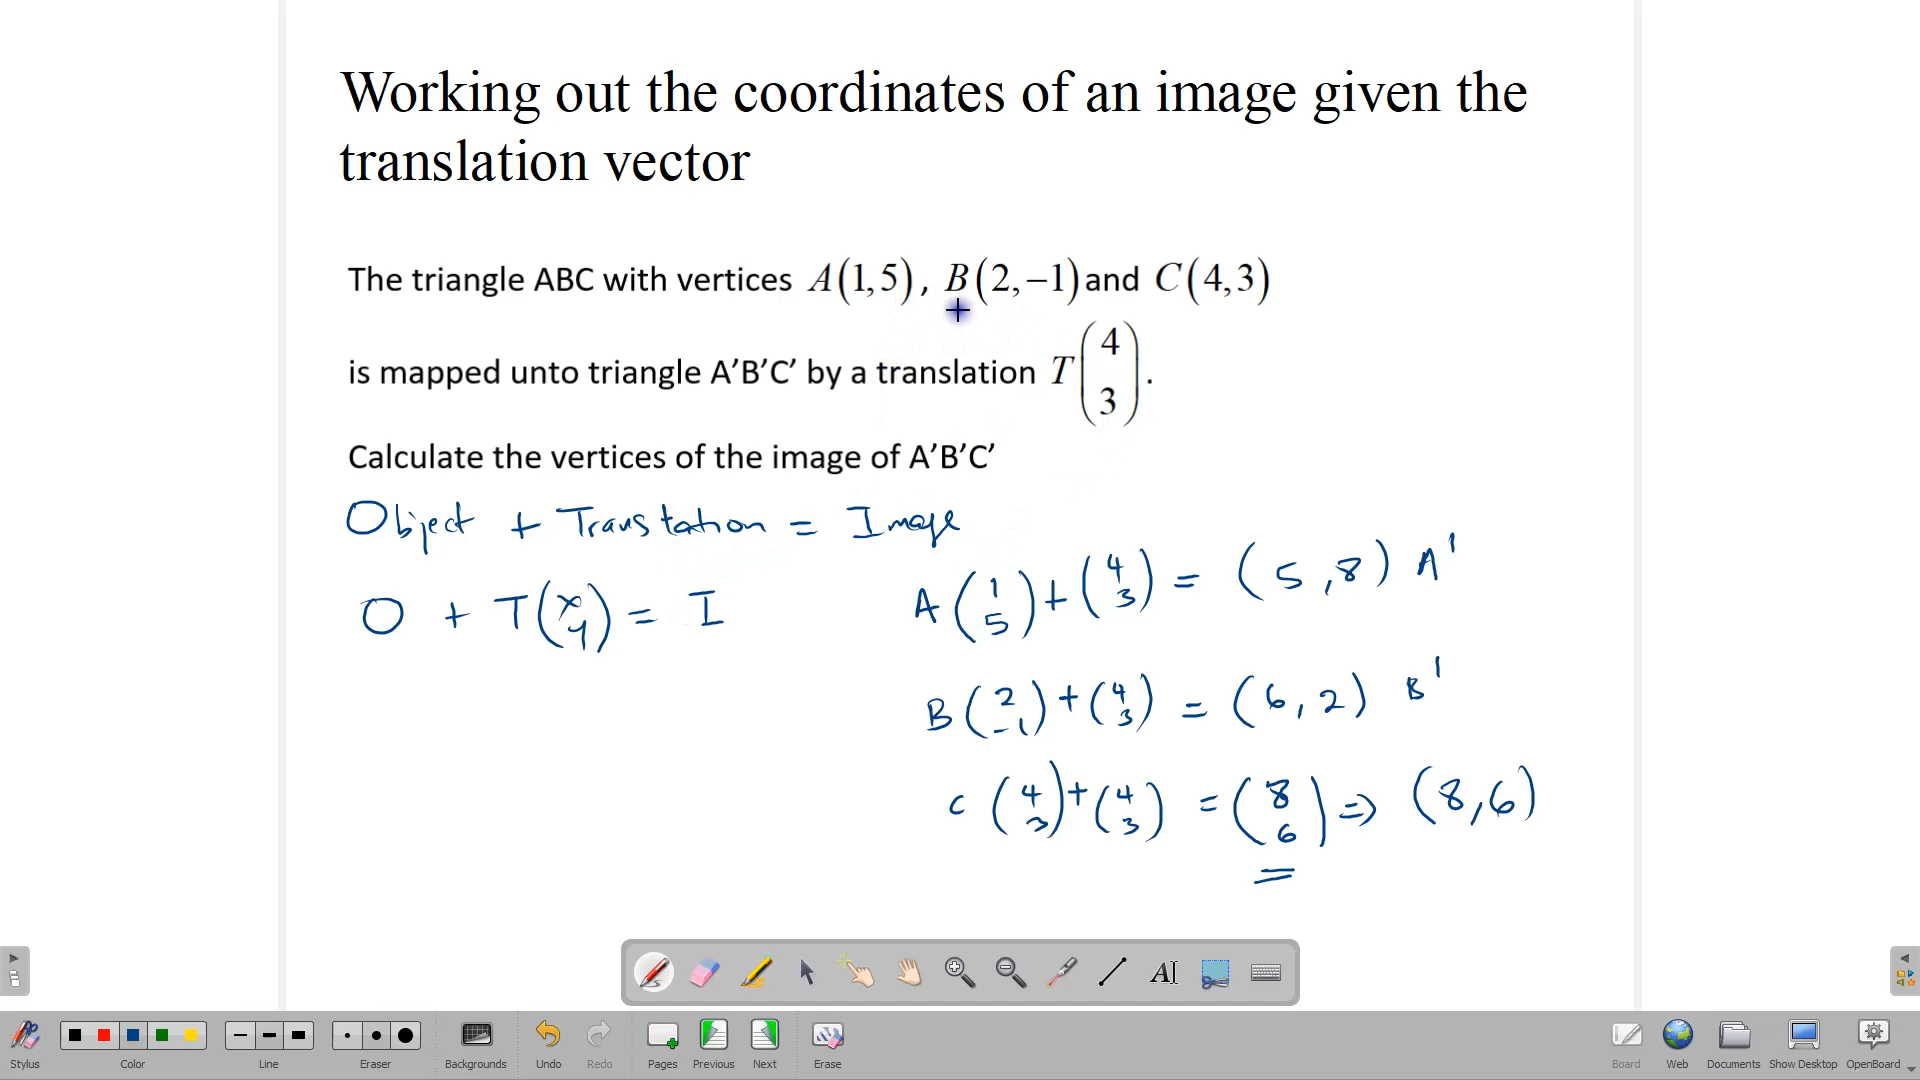 Working out the coordinates of an image given the
translation vector
The triangle ABC with vertices A(1,5), B(2,−1) and C(4,3)
is mapped unto triangle A’B’C’ by a translation T(4
3).
Calculate the vertices of the image of A’B’C’
Object + Translation = Image
O + T(x
y) = I
A(1
5) + (4
3) = (5,8) A'
B(2
-1) + (4
3) = (6,2) B'
C(4
3) + (4
3) = (8
6) ⇒ (8,6)
Stylus Color Line Eraser Backgrounds Undo Redo Pages Previous Next Erase Board Web Documents Show Desktop OpenBoard